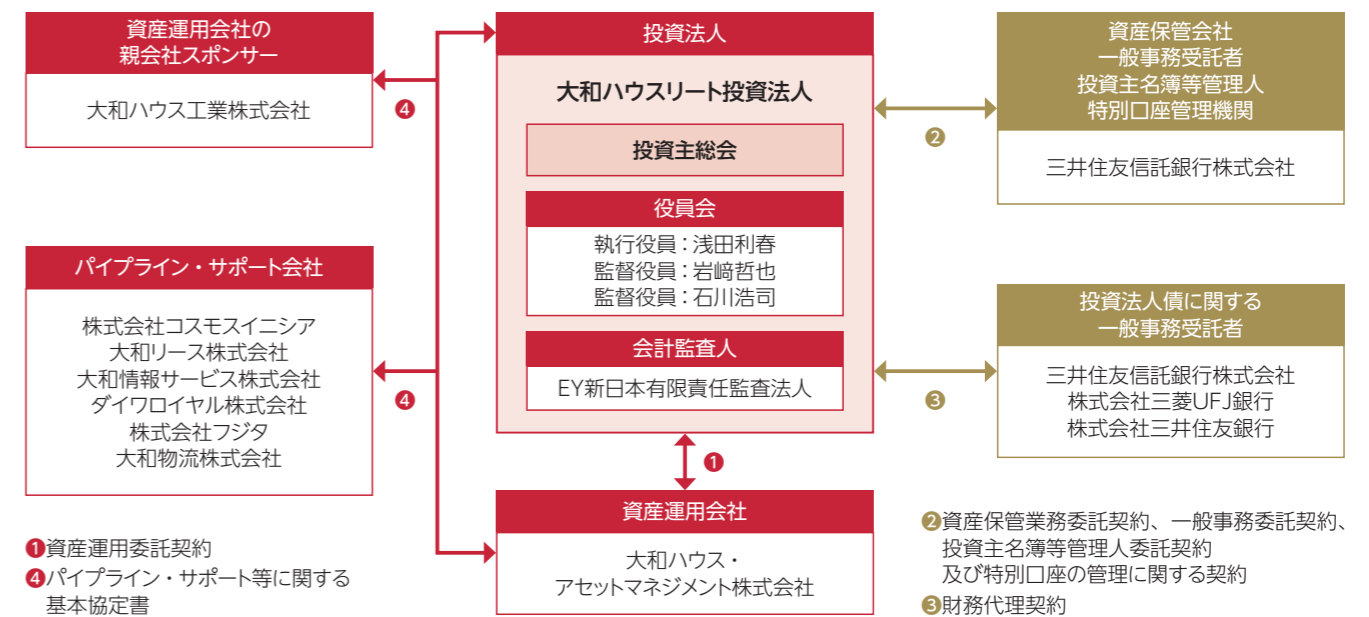 資産運用会社の
親会社スポンサー
大和ハウス工業株式会社
❹
パイプライン・サポート会社
株式会社コスモスイニシア
大和リース株式会社
大和情報サービス株式会社
ダイワロイヤル株式会社
株式会社フジタ
大和物流株式会社
❹
投資法人
大和ハウスリート投資法人
投資主総会
役員会
執行役員：浅田利春
監督役員：岩﨑哲也
監督役員：石川浩司
会計監査人
EY新日本有限責任監査法人
❶
資産運用会社
大和ハウス・
アセットマネジメント株式会社
資産保管会社
一般事務受託者
投資主名簿等管理人
特別口座管理機関
三井住友信託銀行株式会社
❷
投資法人債に関する
一般事務受託者
三井住友信託銀行株式会社
株式会社三菱UFJ銀行
株式会社三井住友銀行
❸
❶資産運用委託契約
❹パイプライン・サポート等に関する
基本協定書
❷資産保管業務委託契約、一般事務委託契約、
投資主名簿等管理人委託契約
及び特別口座の管理に関する契約
❸財務代理契約